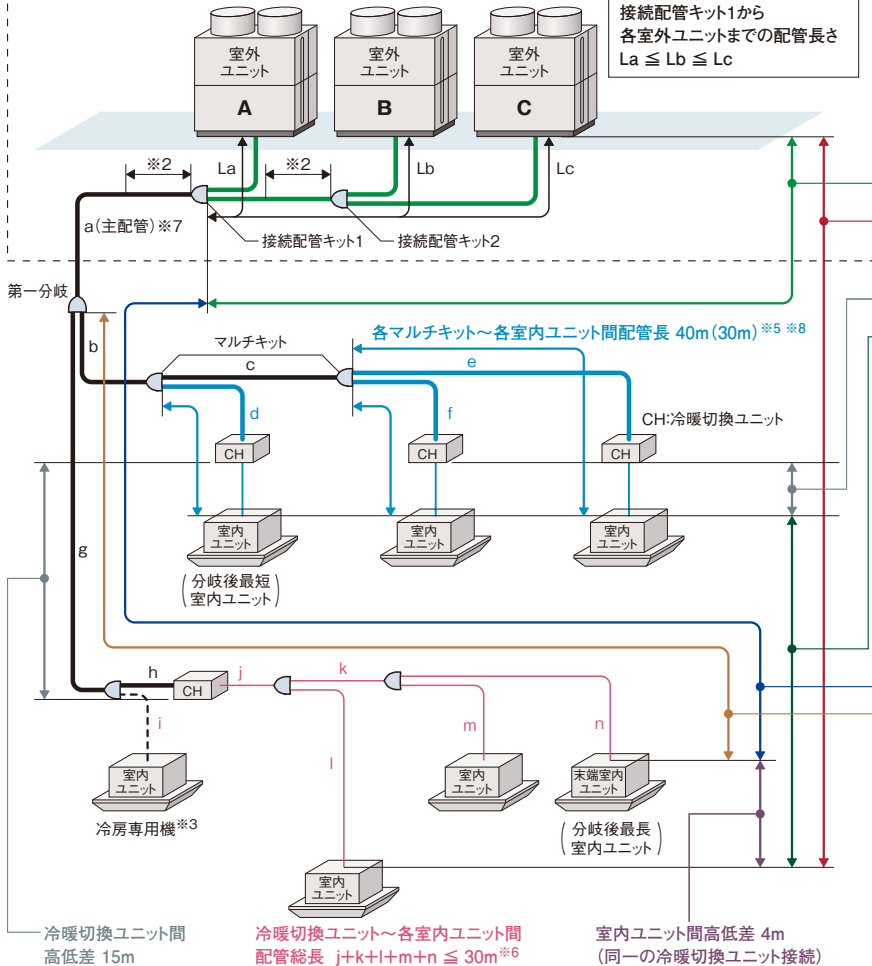 接続配管キット1から
各室外ユニットまでの配管長さ
La ≦ Lb ≦ Lc
室外
ユニット
A
室外
ユニット
B
室外
ユニット
C
※2
La
※2
Lb
Lc
a(主配管)※7
接続配管キット1
接続配管キット2
第一分岐
b
マルチキット
c
各マルチキット〜各室内ユニット間配管長 40m(30m)※5 ※8
e
d
f
CH:冷暖切換ユニット
CH
CH
CH
室内
ユニット
室内
ユニット
室内
ユニット
(分岐後最短
室内ユニット)
g
h
CH
j
k
i
l
m
n
室内
ユニット
冷房専用機※3
室内
ユニット
末端室内
ユニット
(分岐後最長
室内ユニット)
室内
ユニット
冷暖切換ユニット間
高低差 15m
冷暖切換ユニット〜各室内ユニット間
配管総長 j+k+l+m+n ≦ 30m※6
室内ユニット間高低差 4m
(同一の冷暖切換ユニット接続)